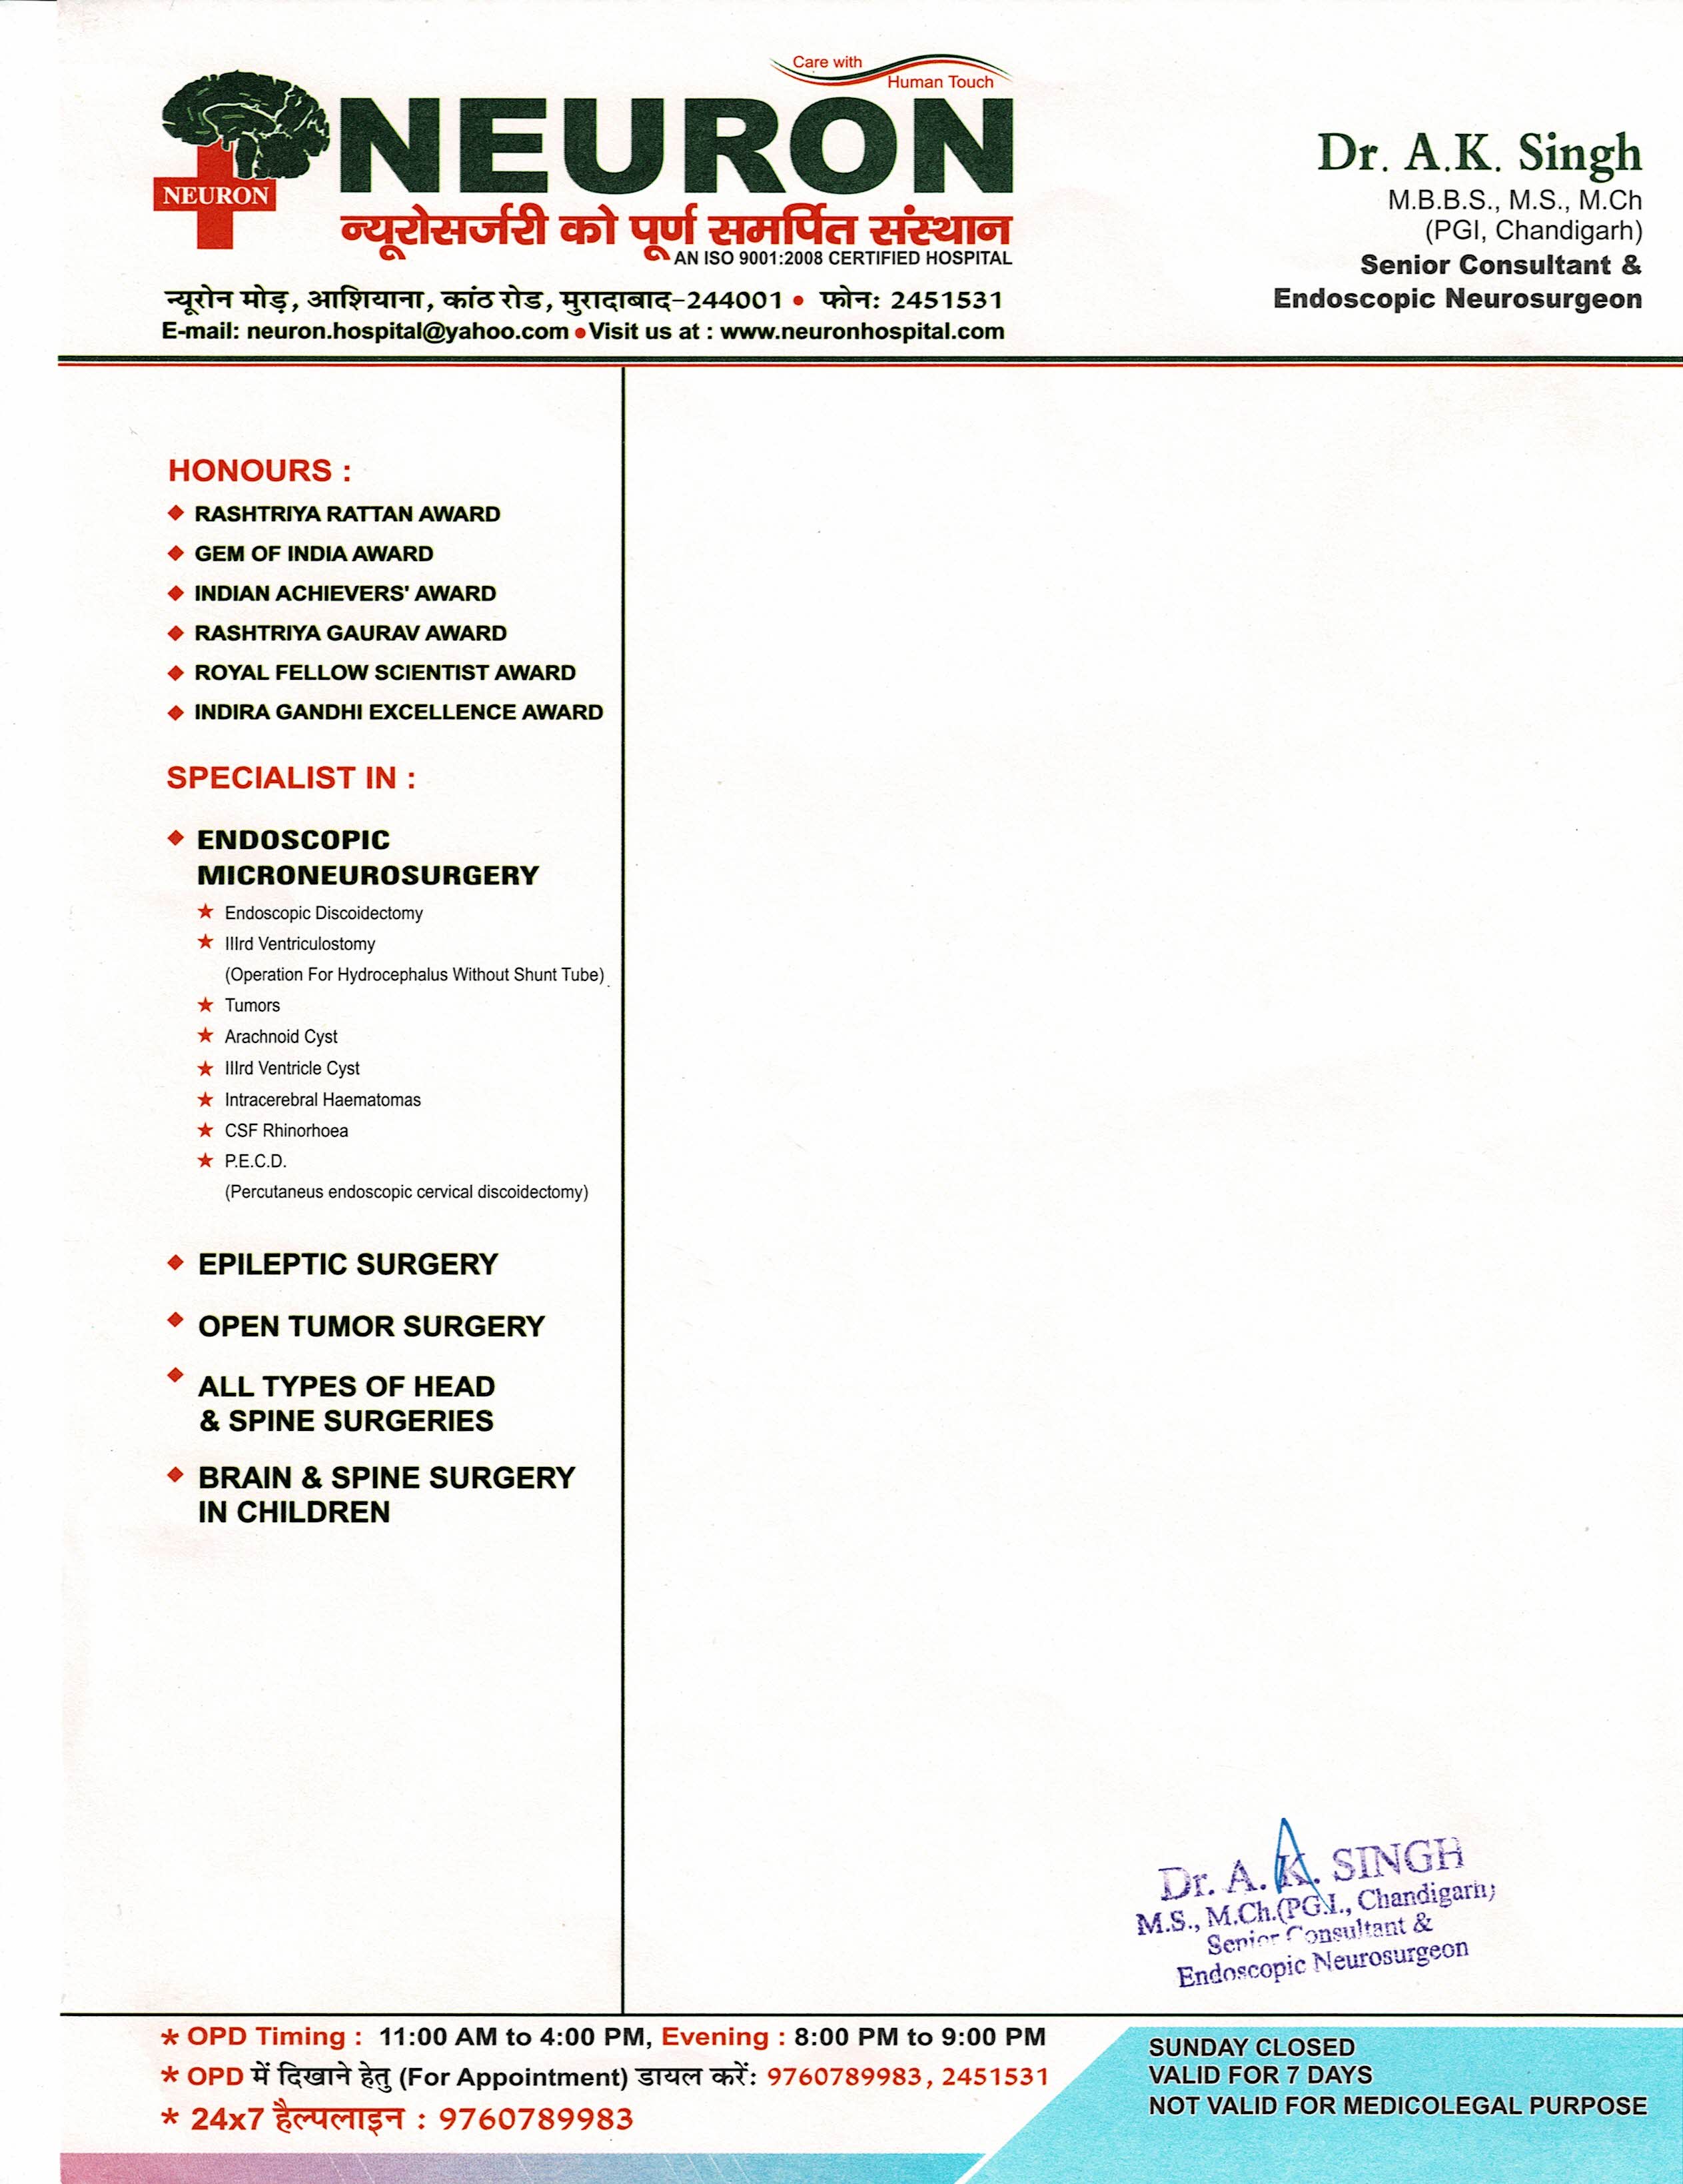 Care with
Human Touch
NEURON
NEURON
न्यूरोसर्जरी को पूर्ण समर्पित संस्थान
AN ISO 9001:2008 CERTIFIED HOSPITAL
न्यूरोन मोड़, आशियाना, कांठ रोड, मुरादाबाद-244001 • फोन: 2451531
E-mail: neuron.hospital@yahoo.com • Visit us at : www.neuronhospital.com
Dr. A.K. Singh
M.B.B.S., M.S., M.Ch
(PGI, Chandigarh)
Senior Consultant &
Endoscopic Neurosurgeon
HONOURS :
RASHTRIYA RATTAN AWARD
GEM OF INDIA AWARD
INDIAN ACHIEVERS' AWARD
RASHTRIYA GAURAV AWARD
ROYAL FELLOW SCIENTIST AWARD
INDIRA GANDHI EXCELLENCE AWARD
SPECIALIST IN :
ENDOSCOPIC
MICRONEUROSURGERY
★ Endoscopic Discoidectomy
★ IIIrd Ventriculostomy
(Operation For Hydrocephalus Without Shunt Tube)
★ Tumors
★ Arachnoid Cyst
★ IIIrd Ventricle Cyst
★ Intracerebral Haematomas
★ CSF Rhinorhoea
★ P.E.C.D.
(Percutaneus endoscopic cervical discoidectomy)
EPILEPTIC SURGERY
OPEN TUMOR SURGERY
ALL TYPES OF HEAD
& SPINE SURGERIES
BRAIN & SPINE SURGERY
IN CHILDREN
Dr. A. K. SINGH
M.S., M.Ch.(PG.I., Chandigarh)
Senior Consultant &
Endoscopic Neurosurgeon
* OPD Timing : 11:00 AM to 4:00 PM, Evening : 8:00 PM to 9:00 PM
* OPD में दिखाने हेतु (For Appointment) डायल करें: 9760789983, 2451531
* 24x7 हैल्पलाइन : 9760789983
SUNDAY CLOSED
VALID FOR 7 DAYS
NOT VALID FOR MEDICOLEGAL PURPOSE